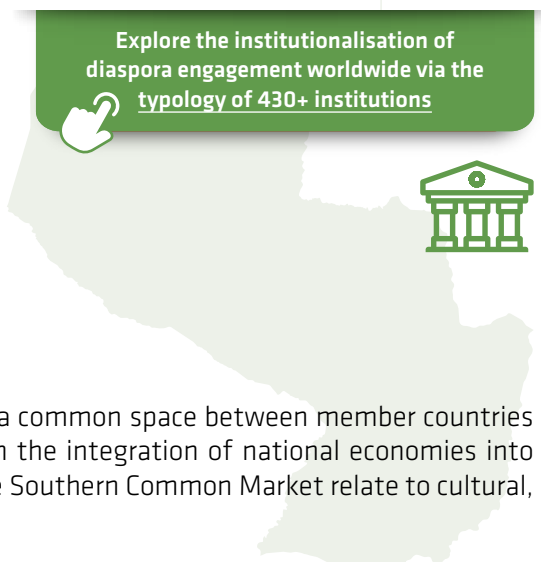 Explore the institutionalisation of
diaspora engagement worldwide via the
typology of 430+ institutions
a common space between member countries
the integration of national economies into
Southern Common Market relate to cultural,